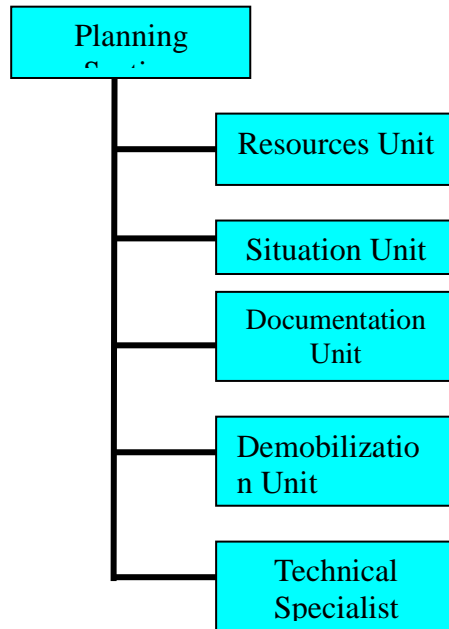 Planning
Resources Unit
Situation Unit
Documentation
Unit
Demobilizatio
n Unit
Technical
Specialist